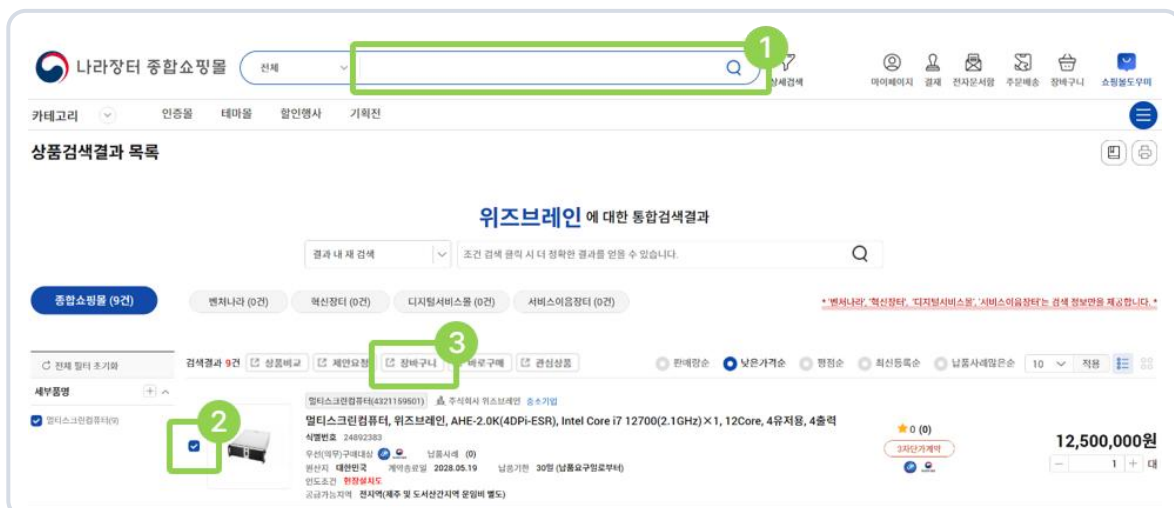 1
나라장터 종합쇼핑몰 전체
상세검색 마이페이지 결재 전자문서함 주문배송 장바구니 쇼핑몰도우미
카테고리 인증몰 테마몰 할인행사 기획전
상품검색결과 목록
위즈브레인 에 대한 통합검색결과
결과 내 재 검색 조건 검색 클릭 시 더 정확한 결과를 얻을 수 있습니다.
종합쇼핑몰 (9건) 벤처나라 (0건) 혁신장터 (0건) 디지털서비스몰 (0건) 서비스이음장터 (0건) * '벤처나라', '혁신장터', '디지털서비스몰', '서비스이음장터'는 검색 정보만을 제공합니다. *
3
전체 필터 초기화 검색결과 9건 상품비교 제안요청 장바구니 바로구매 관심상품 판매량순 낮은가격순 평점순 최신등록순 납품사례많은순 10 적용
세부품명
멀티스크린컴퓨터(9)
2
멀티스크린컴퓨터(4321159501) 주식회사 위즈브레인 중소기업
멀티스크린컴퓨터, 위즈브레인, AHE-2.0K(4DPi-ESR), Intel Core i7 12700(2.1GHz)×1, 12Core, 4유저용, 4출력
식별번호 24892383
우선(의무)구매대상 납품사례 (0)
원산지 대한민국 계약종료일 2028.05.19 납품기한 30일 (납품요구일로부터)
인도조건 현장설치도
공급가능지역 전지역(제주 및 도서산간지역 운임비 별도)
0 (0)
3자단가계약
12,500,000원
1 대